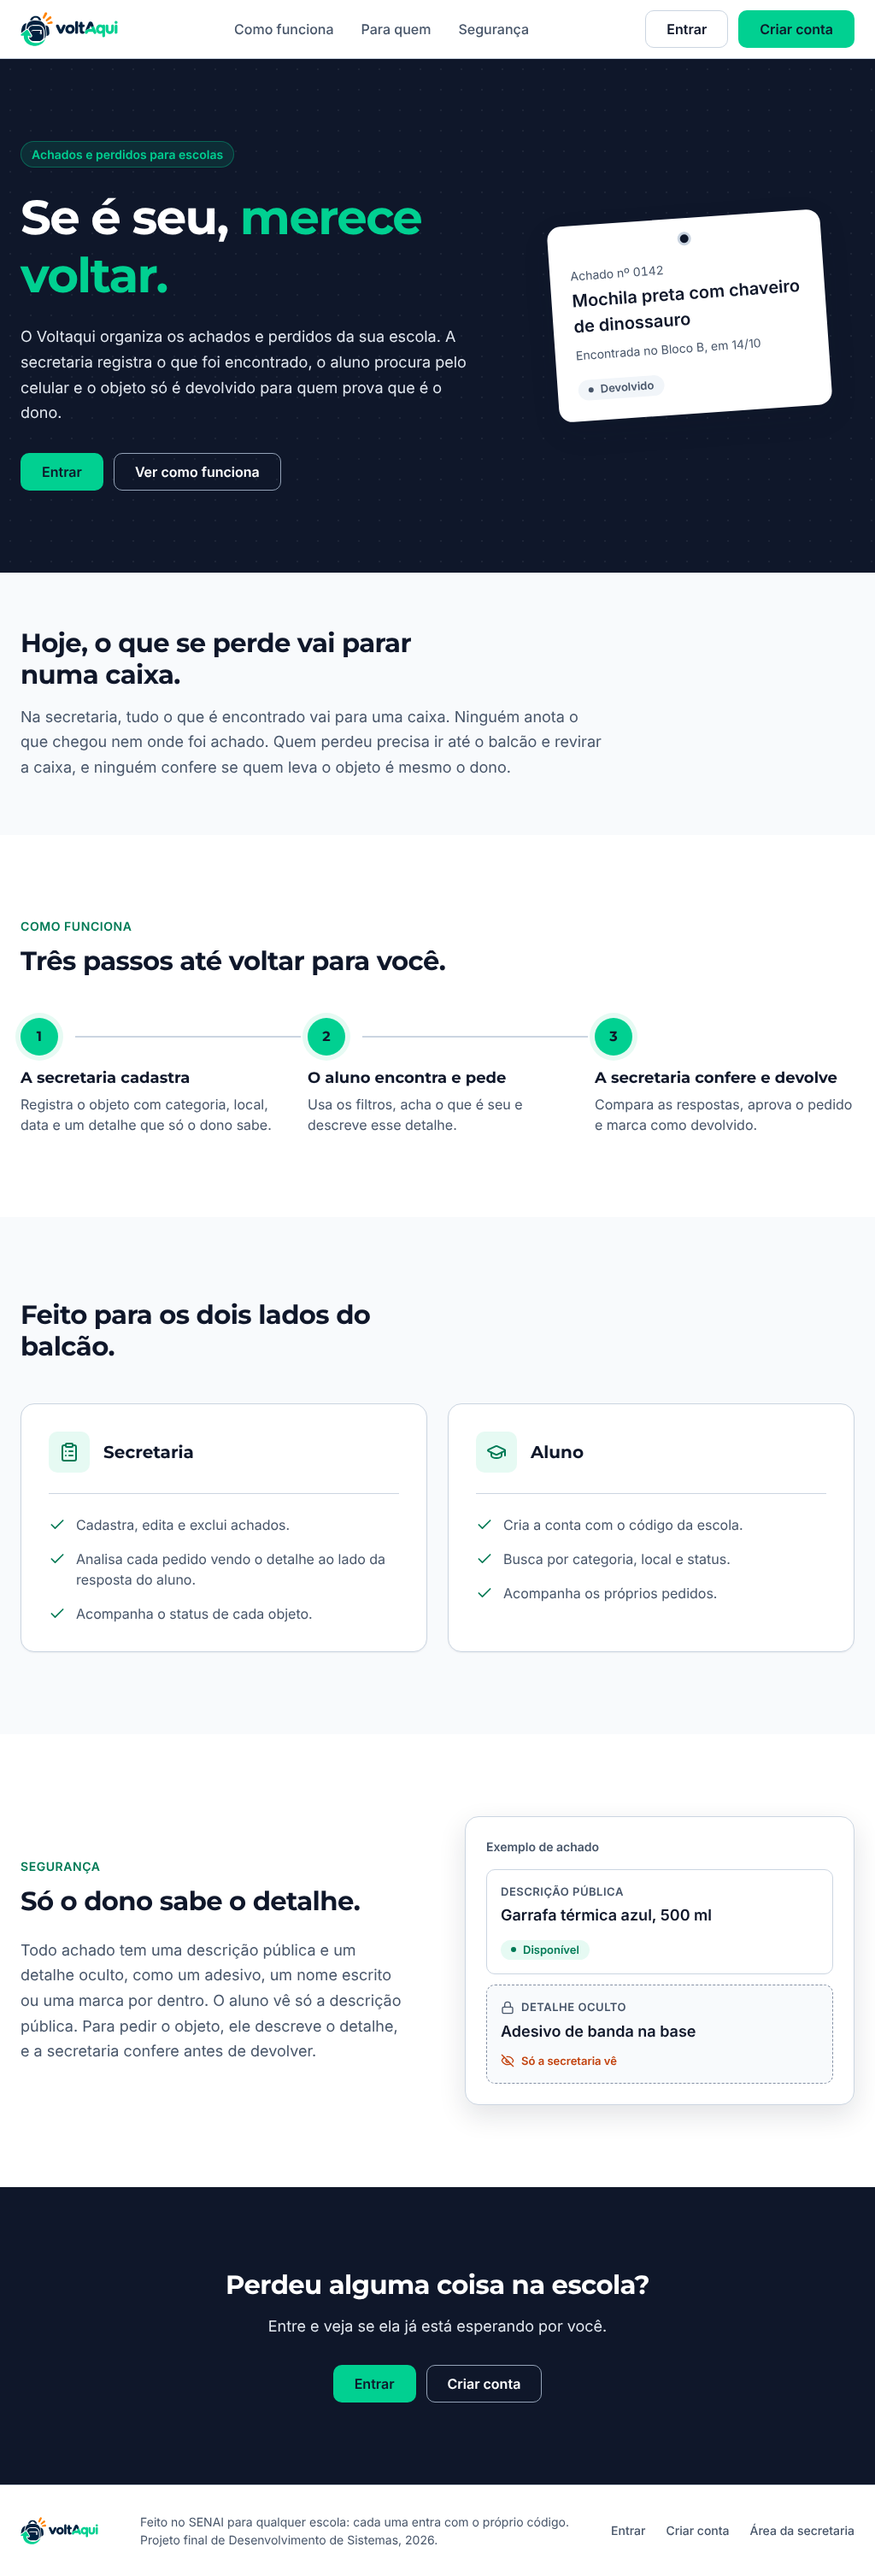 voltAqui
Como funciona
Para quem
Segurança
Entrar
Criar conta
Achados e perdidos para escolas
Se é seu, merece
voltar.
O Voltaqui organiza os achados e perdidos da sua escola. A
secretaria registra o que foi encontrado, o aluno procura pelo
celular e o objeto só é devolvido para quem prova que é o
dono.
Entrar
Ver como funciona
Achado nº 0142
Mochila preta com chaveiro
de dinossauro
Encontrada no Bloco B, em 14/10
Devolvido
Hoje, o que se perde vai parar
numa caixa.
Na secretaria, tudo o que é encontrado vai para uma caixa. Ninguém anota o
que chegou nem onde foi achado. Quem perdeu precisa ir até o balcão e revirar
a caixa, e ninguém confere se quem leva o objeto é mesmo o dono.
COMO FUNCIONA
Três passos até voltar para você.
1
A secretaria cadastra
Registra o objeto com categoria, local,
data e um detalhe que só o dono sabe.
2
O aluno encontra e pede
Usa os filtros, acha o que é seu e
descreve esse detalhe.
3
A secretaria confere e devolve
Compara as respostas, aprova o pedido
e marca como devolvido.
Feito para os dois lados do
balcão.
Secretaria
Cadastra, edita e exclui achados.
Analisa cada pedido vendo o detalhe ao lado da
resposta do aluno.
Acompanha o status de cada objeto.
Aluno
Cria a conta com o código da escola.
Busca por categoria, local e status.
Acompanha os próprios pedidos.
SEGURANÇA
Só o dono sabe o detalhe.
Todo achado tem uma descrição pública e um
detalhe oculto, como um adesivo, um nome escrito
ou uma marca por dentro. O aluno vê só a descrição
pública. Para pedir o objeto, ele descreve o detalhe,
e a secretaria confere antes de devolver.
Exemplo de achado
DESCRIÇÃO PÚBLICA
Garrafa térmica azul, 500 ml
Disponível
DETALHE OCULTO
Adesivo de banda na base
Só a secretaria vê
Perdeu alguma coisa na escola?
Entre e veja se ela já está esperando por você.
Entrar
Criar conta
voltAqui
Feito no SENAI para qualquer escola: cada uma entra com o próprio código.
Projeto final de Desenvolvimento de Sistemas, 2026.
Entrar
Criar conta
Área da secretaria